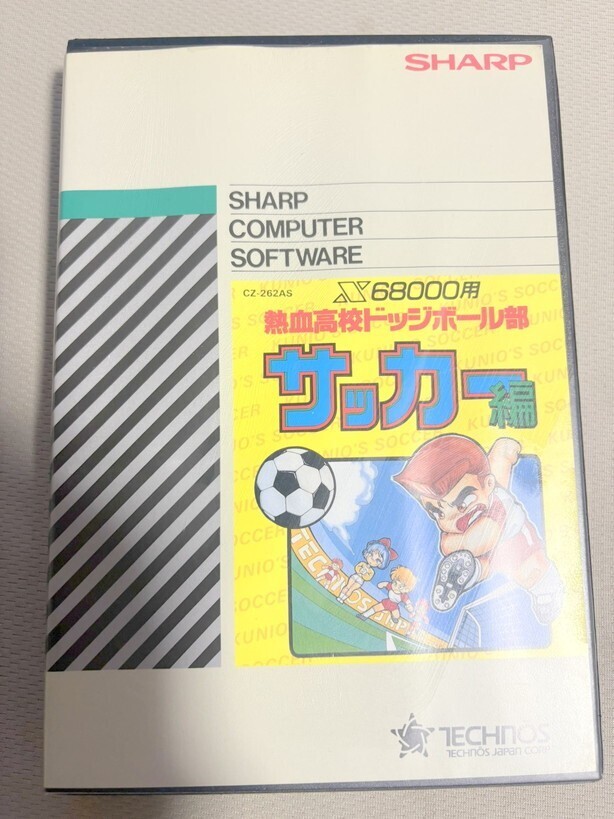 SHARP
SHARP
COMPUTER
SOFTWARE
CZ-262AS
X68000用
熱血高校ドッジボール部
サッカー編
KUNIO'S SOCCER
TECHNOS
TECHNOS
TECHNOS JAPAN CORP.